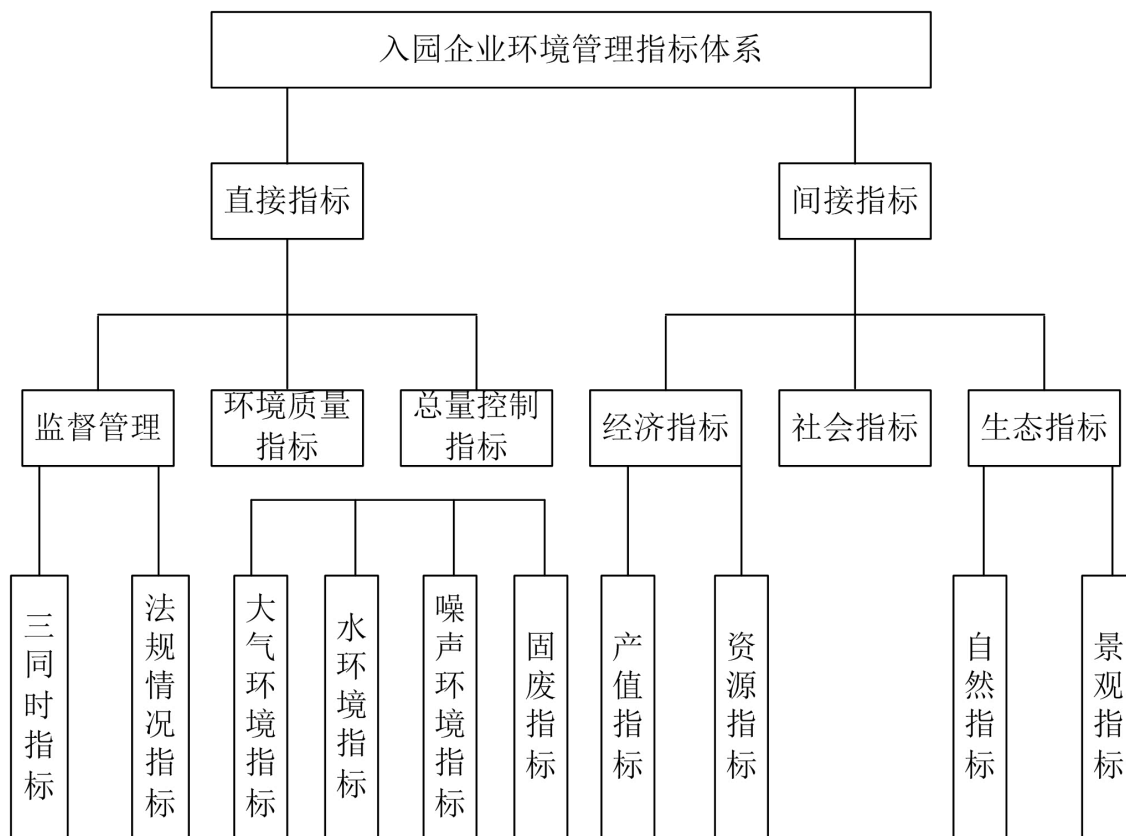 入园企业环境管理指标体系
直接指标
间接指标
监督管理
环境质量
指标
总量控制
指标
经济指标
社会指标
生态指标
三同时指标
法规情况指标
大气环境指标
水环境指标
噪声环境指标
固废指标
产值指标
资源指标
自然指标
景观指标